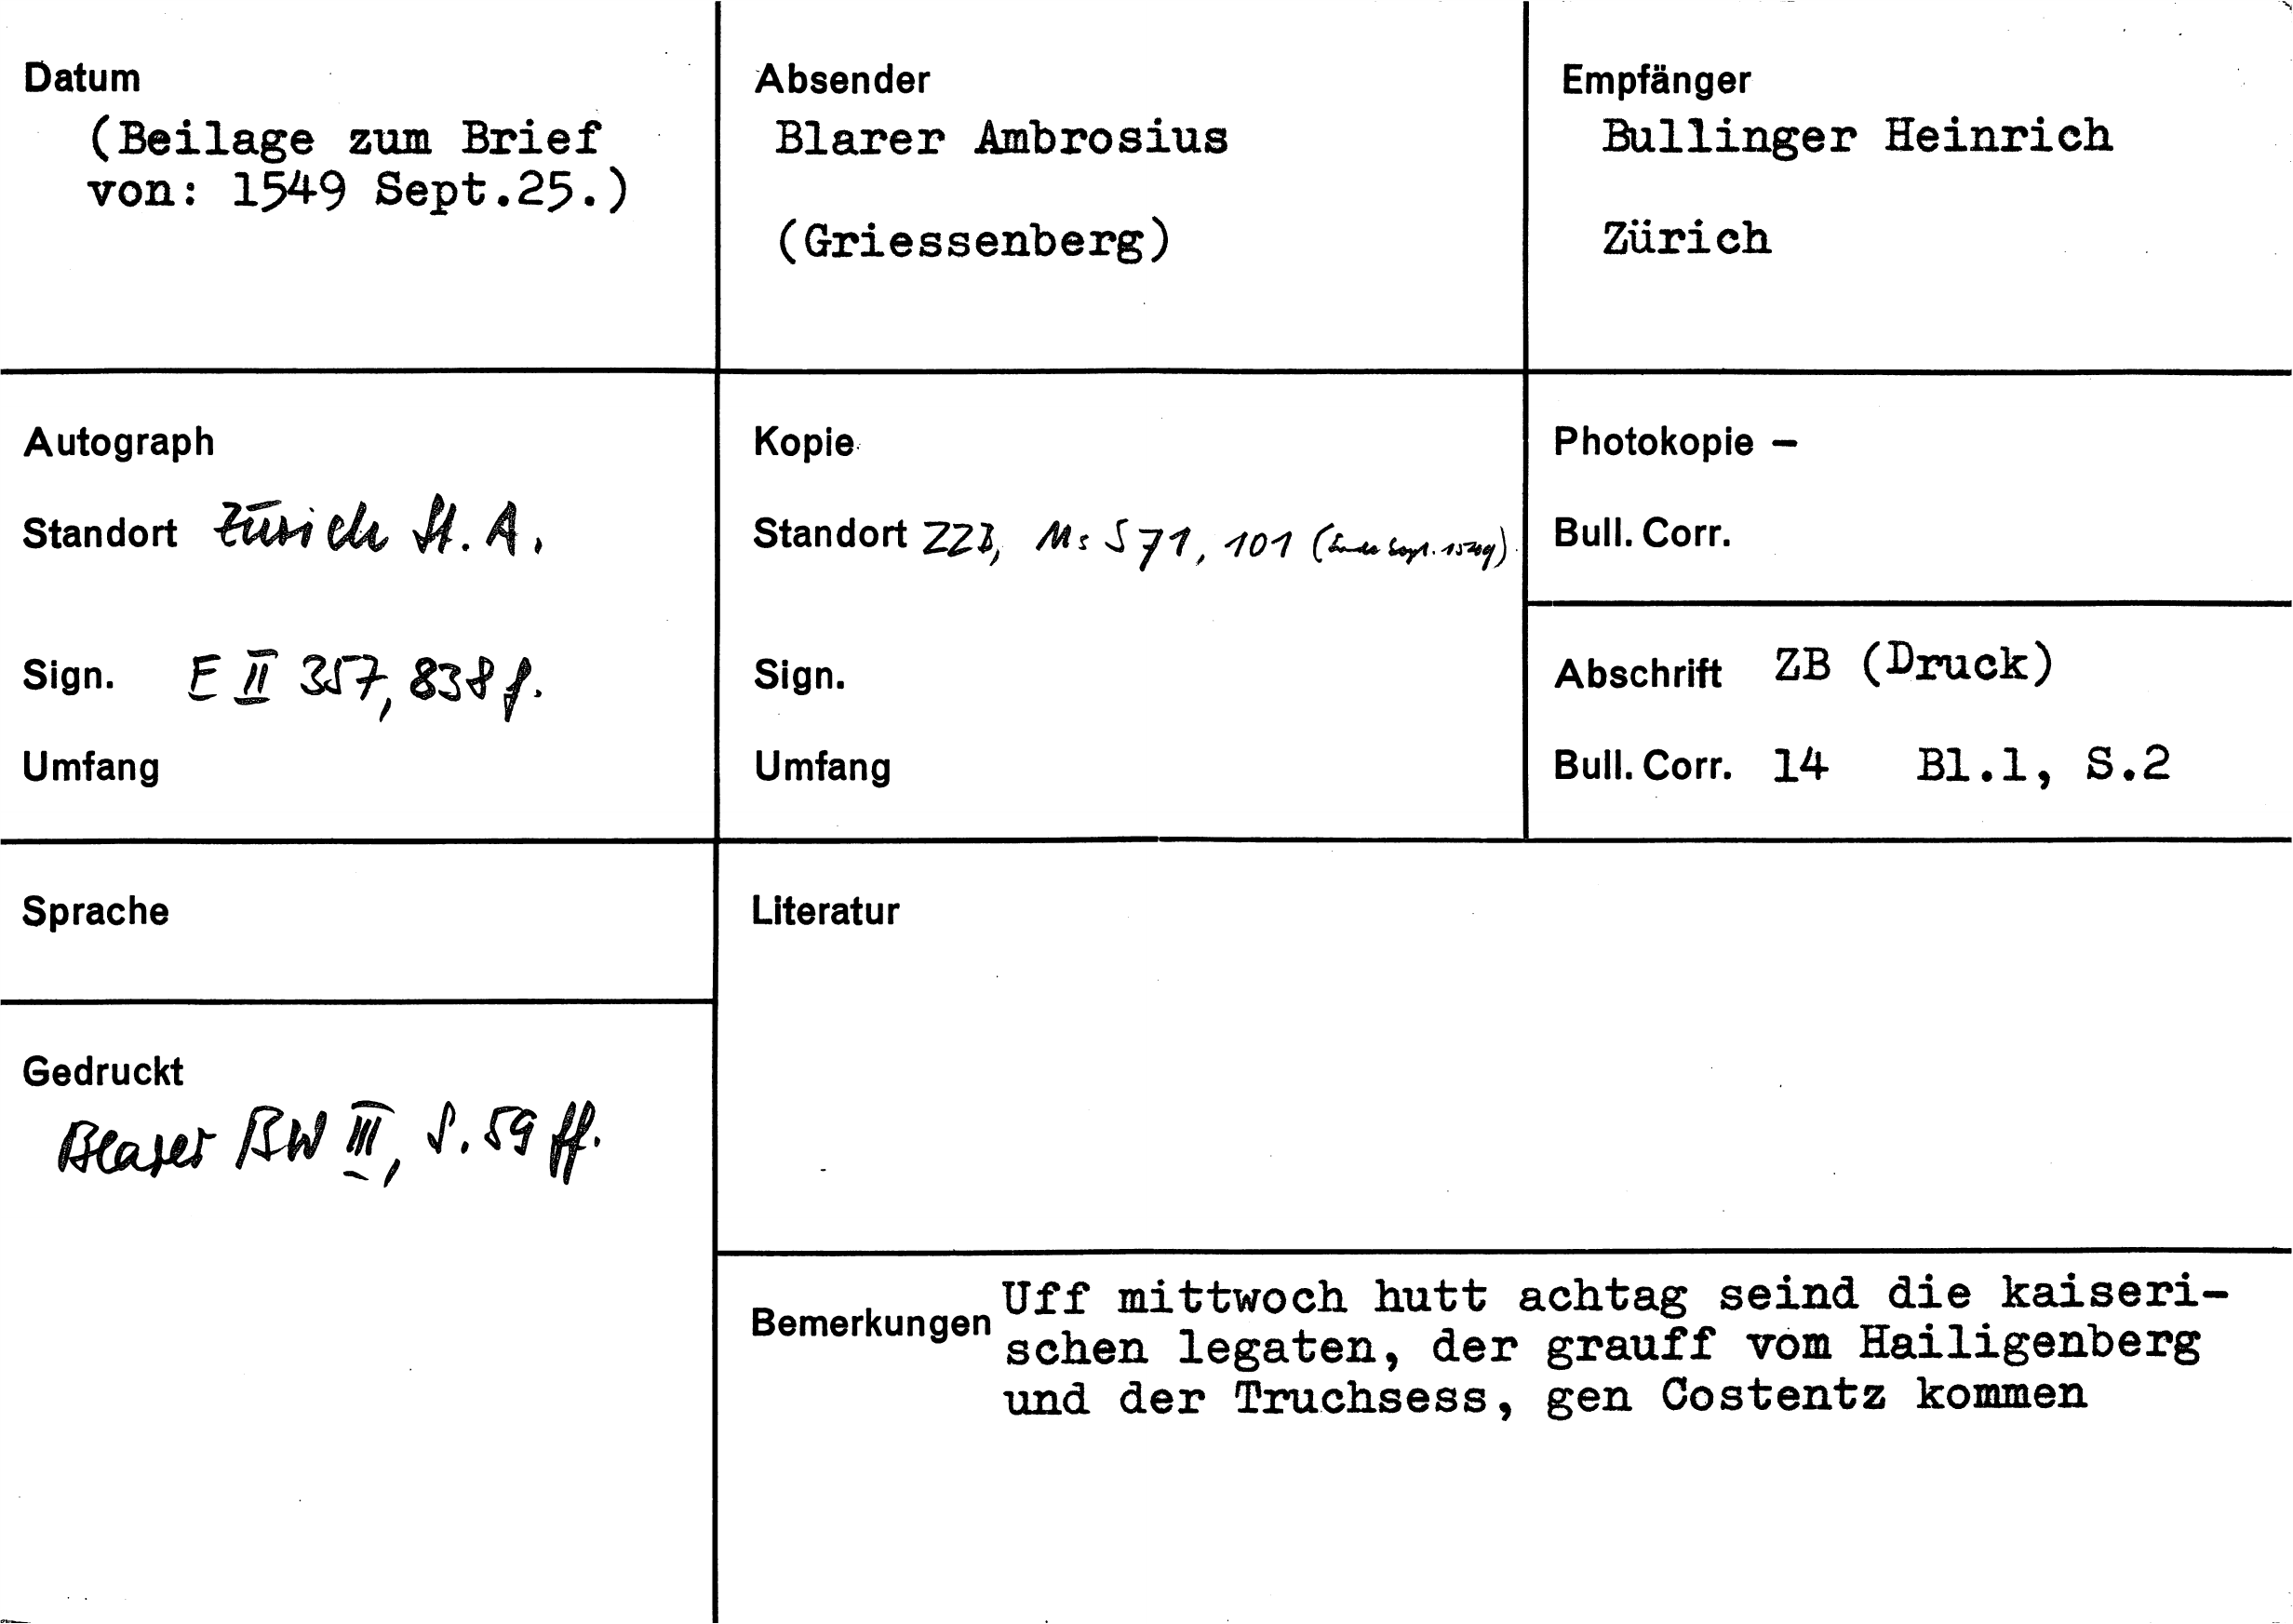 Datum
(Beilage zum Brief
von: 1549 Sept.25.)
Absender
Blarer Ambrosius
(Griessenberg)
Empfänger
Bullinger Heinrich
Zürich
Autograph
Standort Zürich St. A.
Sign. E II 357, 838 f.
Umfang
Kopie
Standort ZZB, Ms S 71, 101 (Ende Sept. 1549)
Sign.
Umfang
Photokopie –
Bull. Corr.
Abschrift ZB (Druck)
Bull. Corr. 14 Bl.1, S.2
Sprache
Gedruckt
Blarer BW III, S. 59 ff.
Literatur
Bemerkungen Uff mittwoch hutt achtag seind die kaiseri-
schen legaten, der grauff vom Hailigenberg
und der Truchsess, gen Costentz kommen